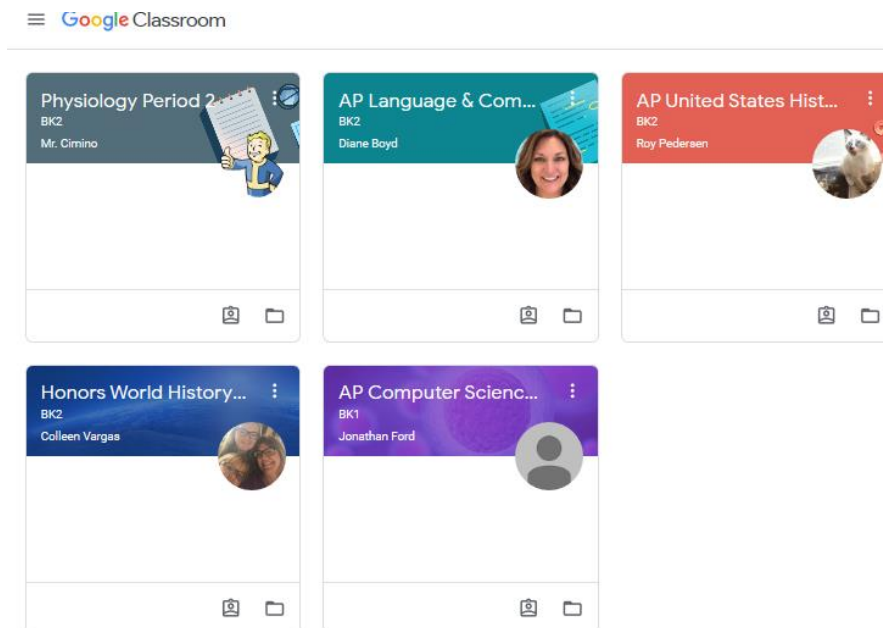 Google Classroom
Physiology Period 2
BK2
Mr. Cimino
AP Language & Com...
BK2
Diane Boyd
AP United States Hist...
BK2
Roy Pedersen
Honors World History...
BK2
Colleen Vargas
AP Computer Scienc...
BK1
Jonathan Ford